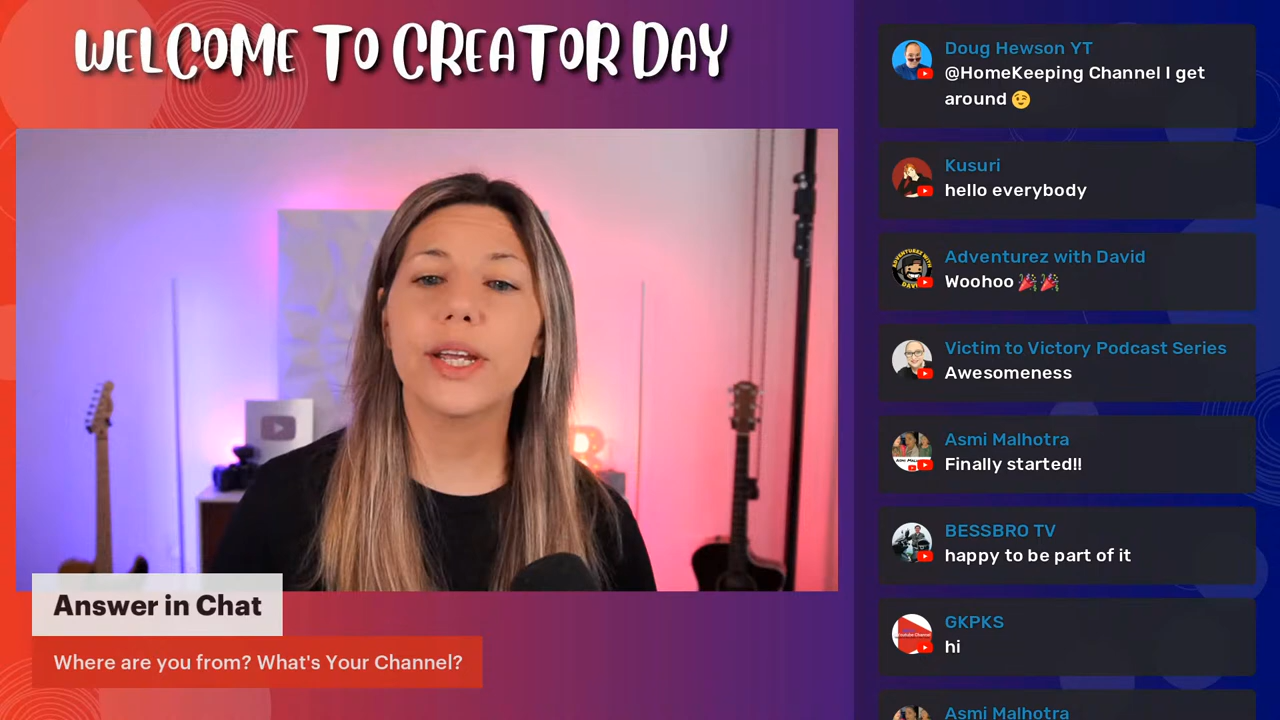 WELCOME TO CREATOR DAY
Answer in Chat
Where are you from? What's Your Channel?
Doug Hewson YT
@HomeKeeping Channel I get
around 😉
Kusuri
hello everybody
Adventurez with David
Woohoo 🎉🎉
Victim to Victory Podcast Series
Awesomeness
Asmi Malhotra
Finally started!!
BESSBRO TV
happy to be part of it
GKPKS
hi
Asmi Malhotra